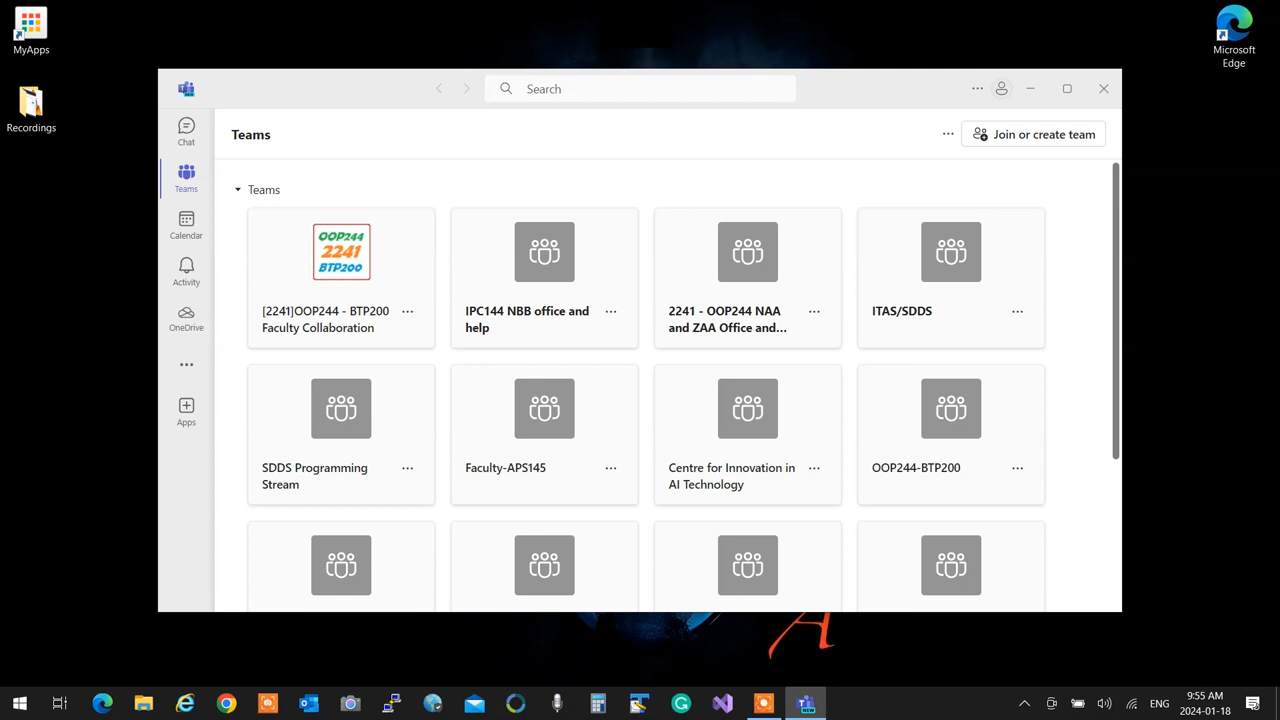 MyApps
Recordings
Microsoft
Edge
NEW
Search
Chat
Teams
Calendar
Activity
OneDrive
Apps
Teams
Join or create team
Teams
OOP244
2241
BTP200
[2241]OOP244 - BTP200
Faculty Collaboration
IPC144 NBB office and
help
2241 - OOP244 NAA
and ZAA Office and...
ITAS/SDDS
SDDS Programming
Stream
Faculty-APS145
Centre for Innovation in
AI Technology
OOP244-BTP200
A
NEW
ENG
9:55 AM
2024-01-18